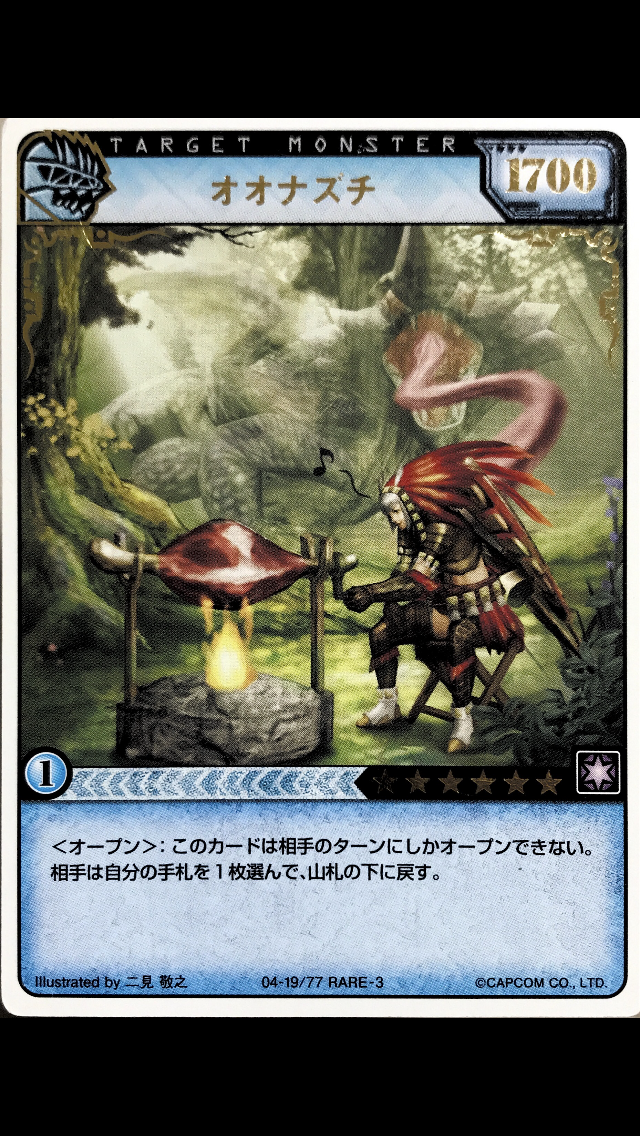 TARGET MONSTER
オオナズチ
1700
1
<オープン>:このカードは相手のターンにしかオープンできない。
相手は自分の手札を1枚選んで、山札の下に戻す。
Illustrated by 二見 敬之
04-19/77 RARE-3
©CAPCOM CO., LTD.